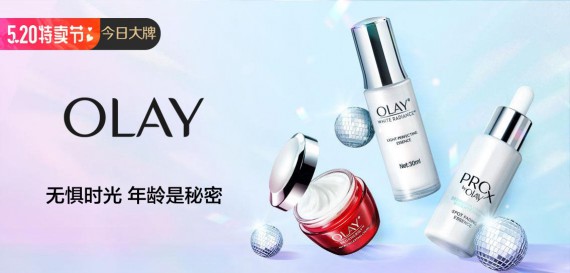 5.20特卖节
今日大牌
OLAY
无惧时光 年龄是秘密
OLAY
WHITE RADIANCE
LIGHT PERFECTING
ESSENCE
Net:30ml
OLAY
PRO X
by OLAY
ESSENCE